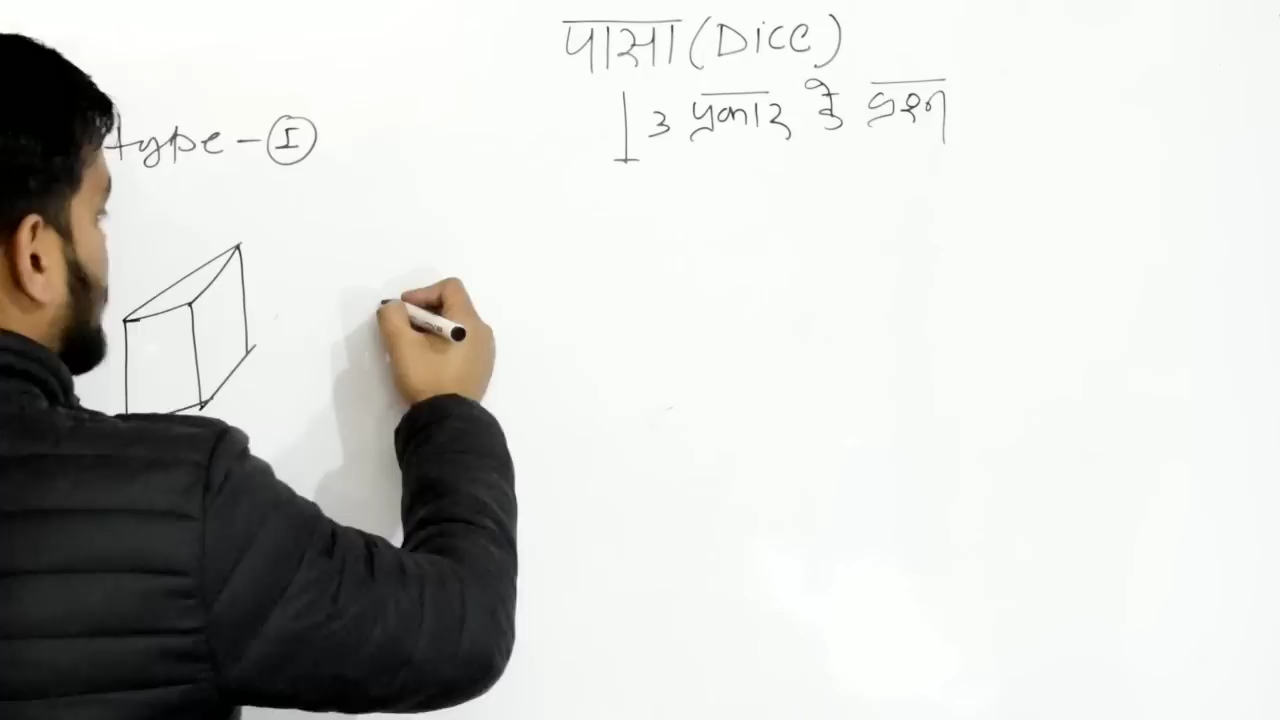 पासा (Dice)
3 प्रकार के प्रश्न
type - I